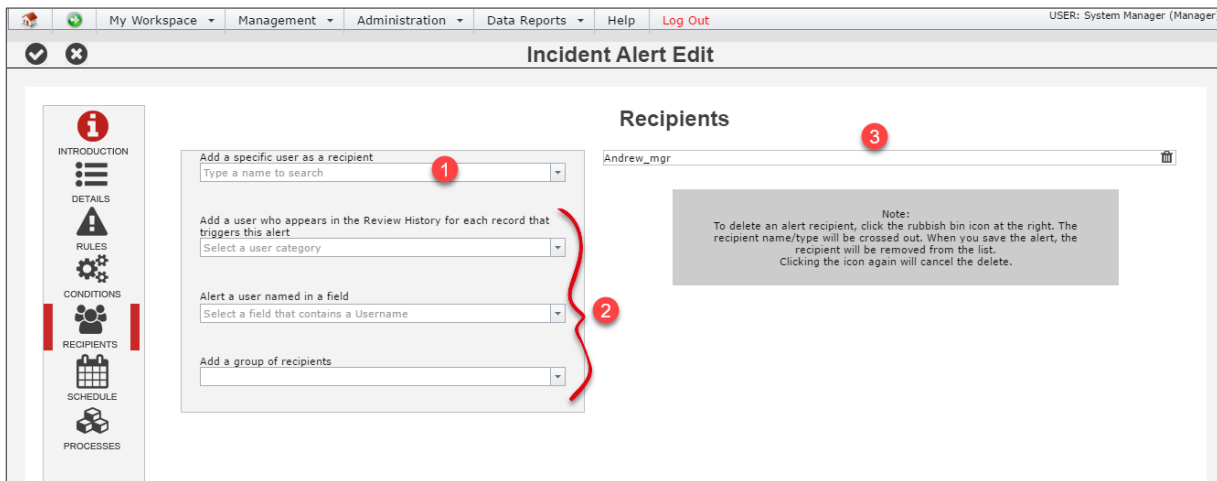 My Workspace Management Administration Data Reports Help Log Out USER: System Manager (Manager)
Incident Alert Edit
INTRODUCTION
DETAILS
RULES
CONDITIONS
RECIPIENTS
SCHEDULE
PROCESSES
Add a specific user as a recipient
Type a name to search
1
Add a user who appears in the Review History for each record that
triggers this alert
Select a user category
Alert a user named in a field
Select a field that contains a Username
2
Add a group of recipients
Recipients
3
Andrew_mgr
Note:
To delete an alert recipient, click the rubbish bin icon at the right. The
recipient name/type will be crossed out. When you save the alert, the
recipient will be removed from the list.
Clicking the icon again will cancel the delete.